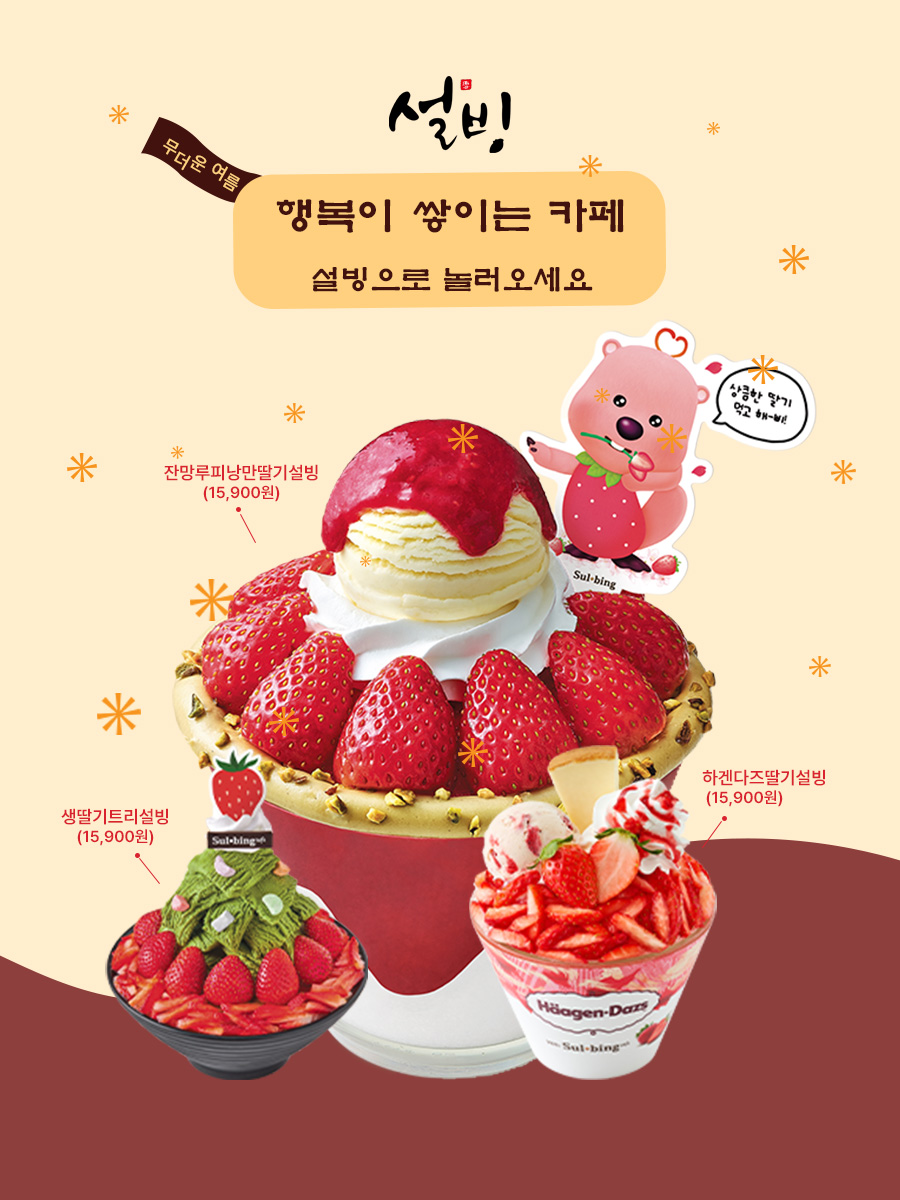 설빙
무더운 여름
행복이 쌓이는 카페
설빙으로 놀러오세요
상큼한 딸기
먹고 해-삐!
Sul•bing
잔망루피낭만딸기설빙
(15,900원)
하겐다즈딸기설빙
(15,900원)
생딸기트리설빙
(15,900원)
Sul•bing
Häagen-Dazs
Sul•bing